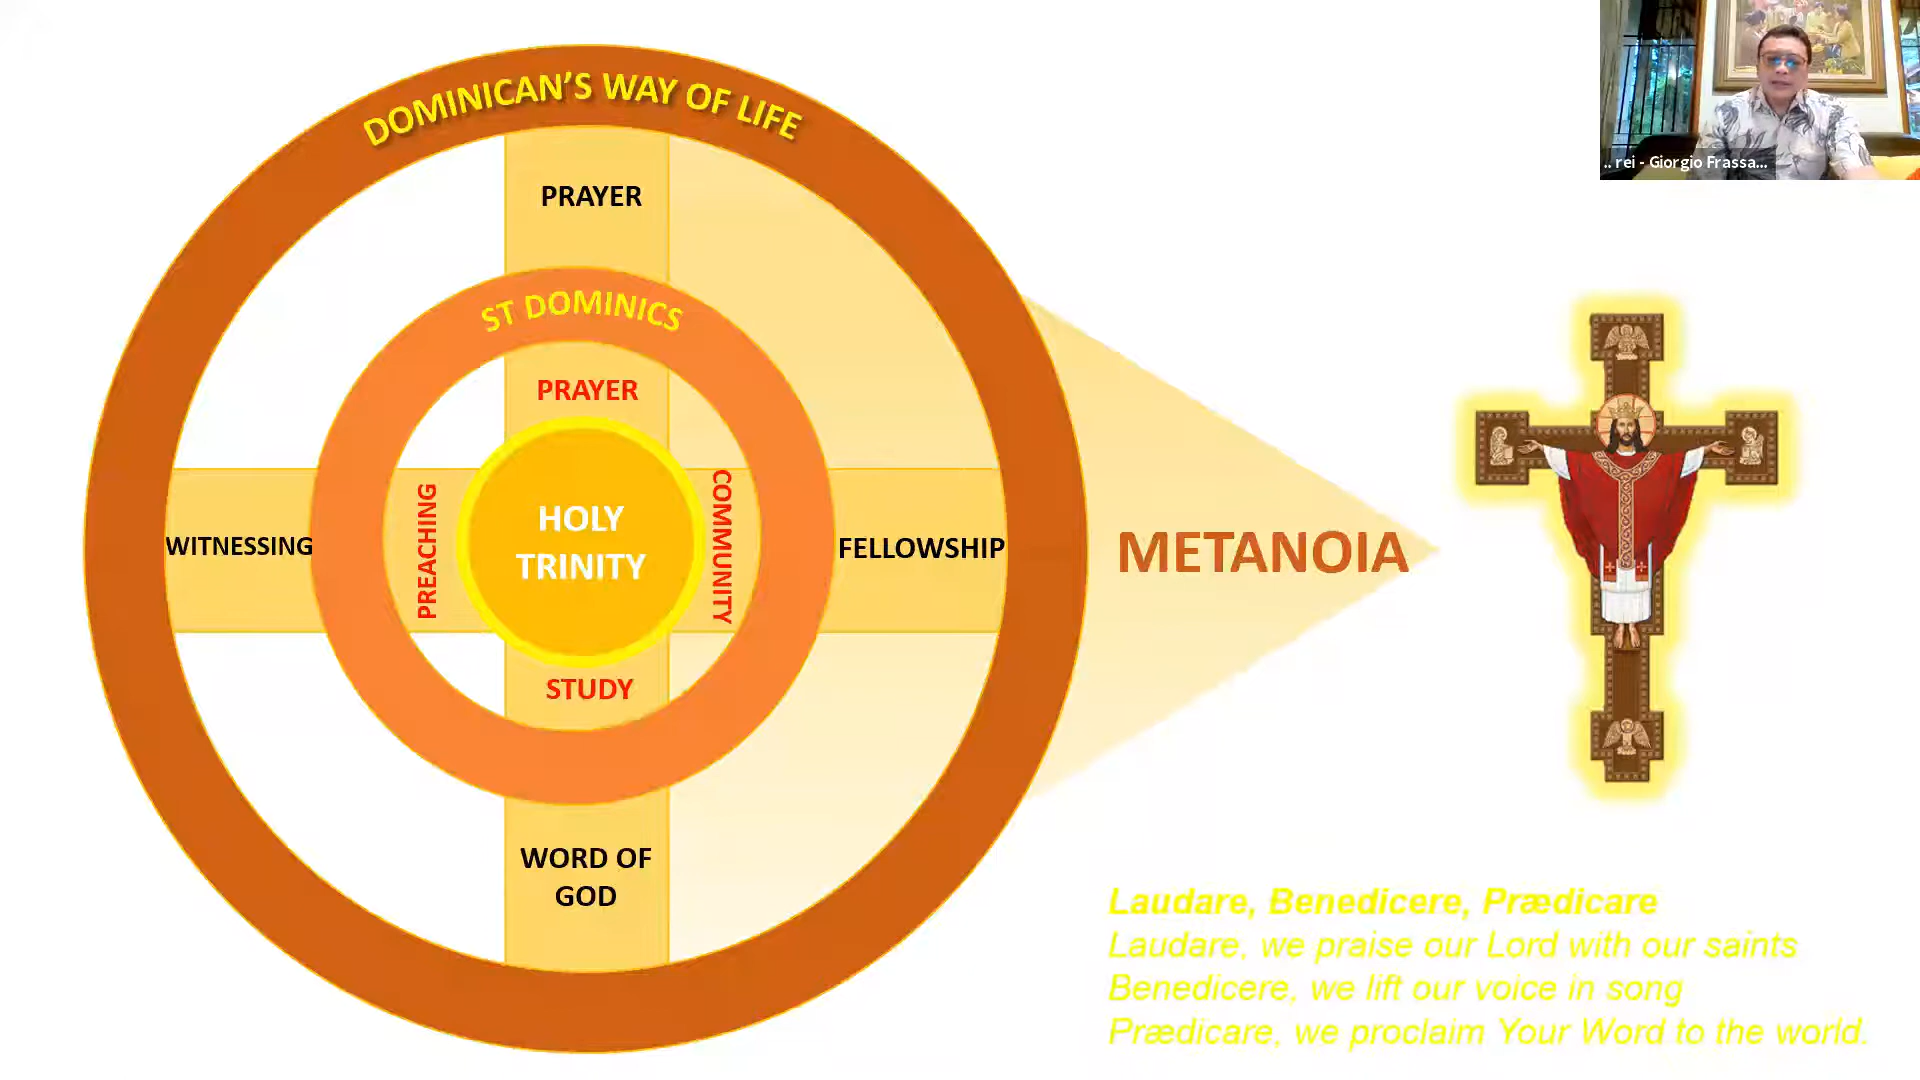 DOMINICAN'S WAY OF LIFE
PRAYER
ST DOMINICS
PRAYER
WITNESSING
PREACHING
HOLY
TRINITY
COMMUNITY
FELLOWSHIP
STUDY
WORD OF
GOD
METANOIA
.. rei - Giorgio Frassa...
Laudare, Benedicere, Prædicare
Laudare, we praise our Lord with our saints
Benedicere, we lift our voice in song
Prædicare, we proclaim Your Word to the world.